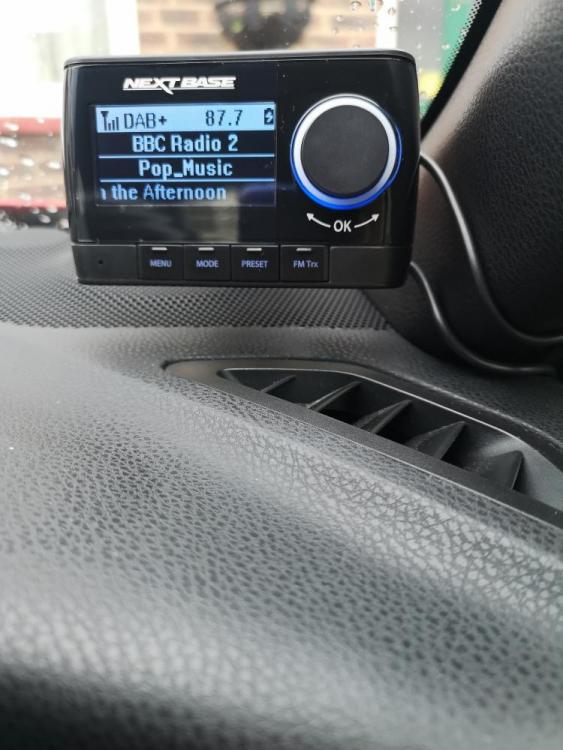 NEXTBASE
DAB+ 87.7
BBC Radio 2
Pop_Music
the Afternoon
OK
MENU MODE PRESET FM Trx